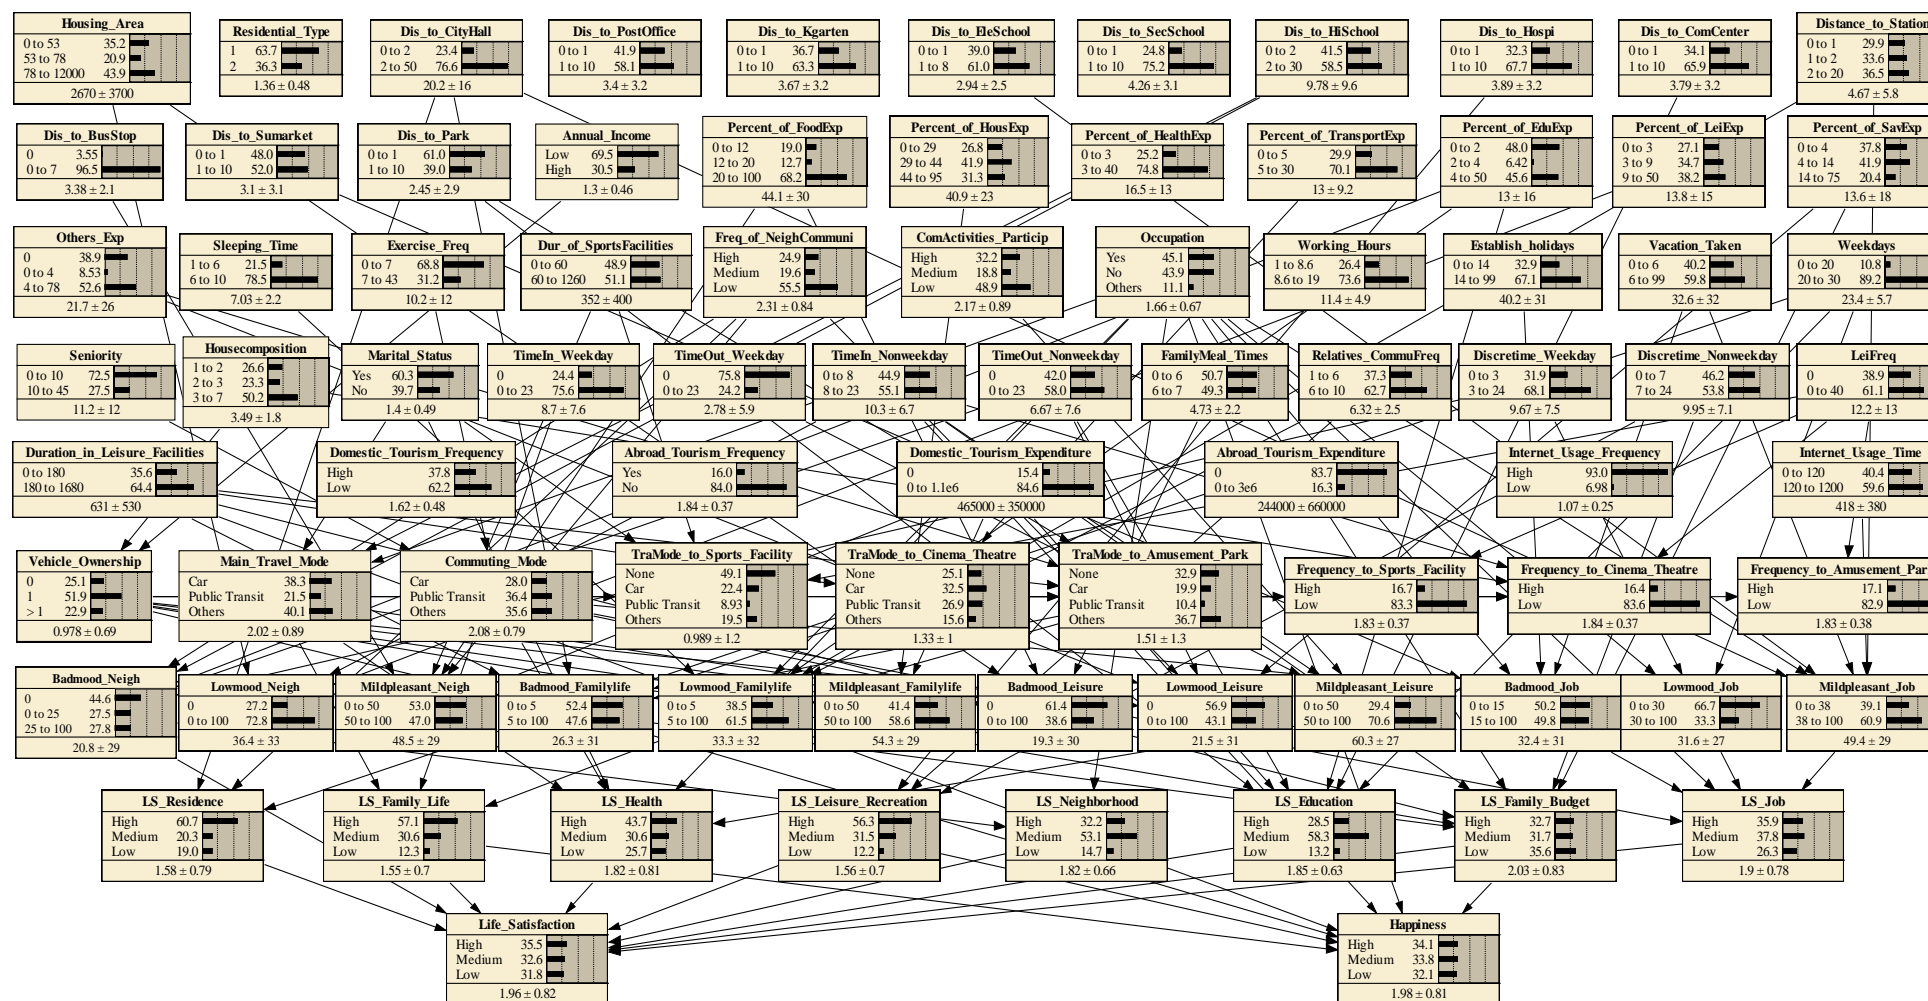 Housing_Area
0 to 53 35.2
53 to 78 20.9
78 to 12000 43.9
2670 ± 3700
Residential_Type
1 63.7
2 36.3
1.36 ± 0.48
Dis_to_CityHall
0 to 2 23.4
2 to 50 76.6
20.2 ± 16
Dis_to_PostOffice
0 to 1 41.9
1 to 10 58.1
3.4 ± 3.2
Dis_to_Kgarten
0 to 1 36.7
1 to 10 63.3
3.67 ± 3.2
Dis_to_EleSchool
0 to 1 39.0
1 to 8 61.0
2.94 ± 2.5
Dis_to_SecSchool
0 to 1 24.8
1 to 10 75.2
4.26 ± 3.1
Dis_to_HiSchool
0 to 2 41.5
2 to 30 58.5
9.78 ± 9.6
Dis_to_Hospi
0 to 1 32.3
1 to 10 67.7
3.89 ± 3.2
Dis_to_ComCenter
0 to 1 34.1
1 to 10 65.9
3.79 ± 3.2
Distance_to_Station
0 to 1 29.9
1 to 2 33.6
2 to 20 36.5
4.67 ± 5.8
Dis_to_BusStop
0 3.55
0 to 7 96.5
3.38 ± 2.1
Dis_to_Sumarket
0 to 1 48.0
1 to 10 52.0
3.1 ± 3.1
Dis_to_Park
0 to 1 61.0
1 to 10 39.0
2.45 ± 2.9
Annual_Income
Low 69.5
High 30.5
1.3 ± 0.46
Percent_of_FoodExp
0 to 12 19.0
12 to 20 12.7
20 to 100 68.2
44.1 ± 30
Percent_of_HousExp
0 to 29 26.8
29 to 44 41.9
44 to 95 31.3
40.9 ± 23
Percent_of_HealthExp
0 to 3 25.2
3 to 40 74.8
16.5 ± 13
Percent_of_TransportExp
0 to 5 29.9
5 to 30 70.1
13 ± 9.2
Percent_of_EduExp
0 to 2 48.0
2 to 4 6.42
4 to 50 45.6
13 ± 16
Percent_of_LeiExp
0 to 3 27.1
3 to 9 34.7
9 to 50 38.2
13.8 ± 15
Percent_of_SavExp
0 to 4 37.8
4 to 14 41.9
14 to 75 20.4
13.6 ± 18
Others_Exp
0 38.9
0 to 4 8.53
4 to 78 52.6
21.7 ± 26
Sleeping_Time
1 to 6 21.5
6 to 10 78.5
7.03 ± 2.2
Exercise_Freq
0 to 7 68.8
7 to 43 31.2
10.2 ± 12
Dur_of_SportsFacilities
0 to 60 48.9
60 to 1260 51.1
352 ± 400
Freq_of_NeighCommuni
High 24.9
Medium 19.6
Low 55.5
2.31 ± 0.84
ComActivities_Particip
High 32.2
Medium 18.8
Low 48.9
2.17 ± 0.89
Occupation
Yes 45.1
No 43.9
Others 11.1
1.66 ± 0.67
Working_Hours
1 to 8.6 26.4
8.6 to 19 73.6
11.4 ± 4.9
Establish_holidays
0 to 14 32.9
14 to 99 67.1
40.2 ± 31
Vacation_Taken
0 to 6 40.2
6 to 99 59.8
32.6 ± 32
Weekdays
0 to 20 10.8
20 to 30 89.2
23.4 ± 5.7
Seniority
0 to 10 72.5
10 to 45 27.5
11.2 ± 12
Housecomposition
1 to 2 26.6
2 to 3 23.3
3 to 7 50.2
3.49 ± 1.8
Marital_Status
Yes 60.3
No 39.7
1.4 ± 0.49
TimeIn_Weekday
0 24.4
0 to 23 75.6
8.7 ± 7.6
TimeOut_Weekday
0 75.8
0 to 23 24.2
2.78 ± 5.9
TimeIn_Nonweekday
0 to 8 44.9
8 to 23 55.1
10.3 ± 6.7
TimeOut_Nonweekday
0 42.0
0 to 23 58.0
6.67 ± 7.6
FamilyMeal_Times
0 to 6 50.7
6 to 7 49.3
4.73 ± 2.2
Relatives_CommuFreq
1 to 6 37.3
6 to 10 62.7
6.32 ± 2.5
Discretime_Weekday
0 to 3 31.9
3 to 24 68.1
9.67 ± 7.5
Discretime_Nonweekday
0 to 7 46.2
7 to 24 53.8
9.95 ± 7.1
LeiFreq
0 38.9
0 to 40 61.1
12.2 ± 13
Duration_in_Leisure_Facilities
0 to 180 35.6
180 to 1680 64.4
631 ± 530
Domestic_Tourism_Frequency
High 37.8
Low 62.2
1.62 ± 0.48
Abroad_Tourism_Frequency
Yes 16.0
No 84.0
1.84 ± 0.37
Domestic_Tourism_Expenditure
0 15.4
0 to 1.1e6 84.6
465000 ± 350000
Abroad_Tourism_Expenditure
0 83.7
0 to 3e6 16.3
244000 ± 660000
Internet_Usage_Frequency
High 93.0
Low 6.98
1.07 ± 0.25
Internet_Usage_Time
0 to 120 40.4
120 to 1200 59.6
418 ± 380
Vehicle_Ownership
0 25.1
1 51.9
> 1 22.9
0.978 ± 0.69
Main_Travel_Mode
Car 38.3
Public Transit 21.5
Others 40.1
2.02 ± 0.89
Commuting_Mode
Car 28.0
Public Transit 36.4
Others 35.6
2.08 ± 0.79
TraMode_to_Sports_Facility
None 49.1
Car 22.4
Public Transit 8.93
Others 19.5
0.989 ± 1.2
TraMode_to_Cinema_Theatre
None 25.1
Car 32.5
Public Transit 26.9
Others 15.6
1.33 ± 1
TraMode_to_Amusement_Park
None 32.9
Car 19.9
Public Transit 10.4
Others 36.7
1.51 ± 1.3
Frequency_to_Sports_Facility
High 16.7
Low 83.3
1.83 ± 0.37
Frequency_to_Cinema_Theatre
High 16.4
Low 83.6
1.84 ± 0.37
Frequency_to_Amusement_Par
High 17.1
Low 82.9
1.83 ± 0.38
Badmood_Neigh
0 44.6
0 to 25 27.5
25 to 100 27.8
20.8 ± 29
Lowmood_Neigh
0 27.2
0 to 100 72.8
36.4 ± 33
Mildpleasant_Neigh
0 to 50 53.0
50 to 100 47.0
48.5 ± 29
Badmood_Familylife
0 to 5 52.4
5 to 100 47.6
26.3 ± 31
Lowmood_Familylife
0 to 5 38.5
5 to 100 61.5
33.3 ± 32
Mildpleasant_Familylife
0 to 50 41.4
50 to 100 58.6
54.3 ± 29
Badmood_Leisure
0 61.4
0 to 100 38.6
19.3 ± 30
Lowmood_Leisure
0 56.9
0 to 100 43.1
21.5 ± 31
Mildpleasant_Leisure
0 to 50 29.4
50 to 100 70.6
60.3 ± 27
Badmood_Job
0 to 15 50.2
15 to 100 49.8
32.4 ± 31
Lowmood_Job
0 to 30 66.7
30 to 100 33.3
31.6 ± 27
Mildpleasant_Job
0 to 38 39.1
38 to 100 60.9
49.4 ± 29
LS_Residence
High 60.7
Medium 20.3
Low 19.0
1.58 ± 0.79
LS_Family_Life
High 57.1
Medium 30.6
Low 12.3
1.55 ± 0.7
LS_Health
High 43.7
Medium 30.6
Low 25.7
1.82 ± 0.81
LS_Leisure_Recreation
High 56.3
Medium 31.5
Low 12.2
1.56 ± 0.7
LS_Neighborhood
High 32.2
Medium 53.1
Low 14.7
1.82 ± 0.66
LS_Education
High 28.5
Medium 58.3
Low 13.2
1.85 ± 0.63
LS_Family_Budget
High 32.7
Medium 31.7
Low 35.6
2.03 ± 0.83
LS_Job
High 35.9
Medium 37.8
Low 26.3
1.9 ± 0.78
Life_Satisfaction
High 35.5
Medium 32.6
Low 31.8
1.96 ± 0.82
Happiness
High 34.1
Medium 33.8
Low 32.1
1.98 ± 0.81